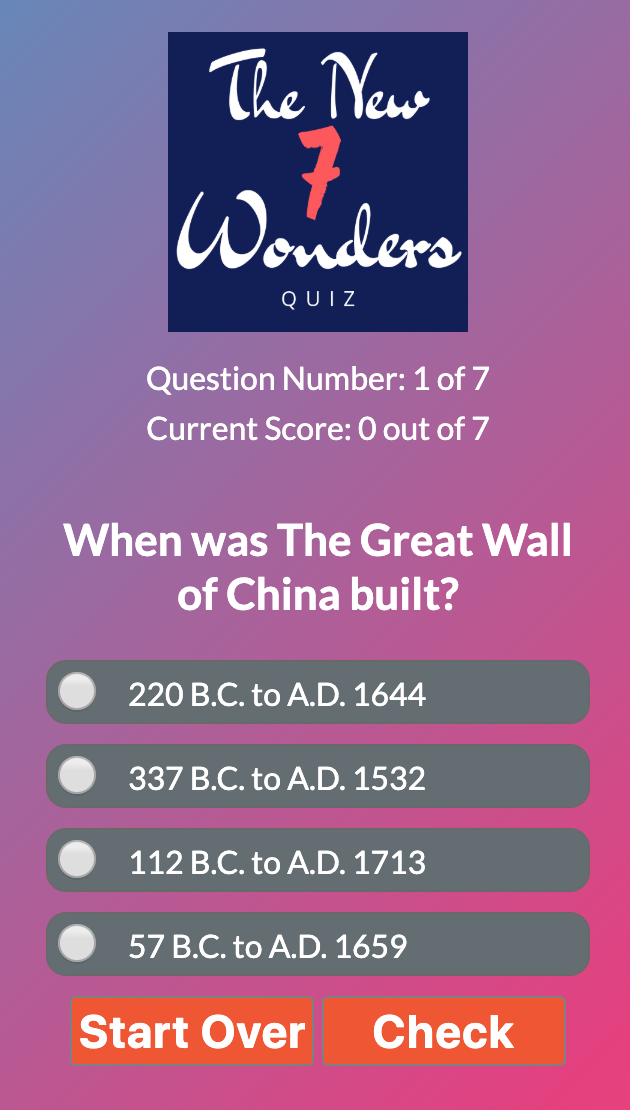 The New
7
Wonders
QUIZ
Question Number: 1 of 7
Current Score: 0 out of 7
When was The Great Wall
of China built?
220 B.C. to A.D. 1644
337 B.C. to A.D. 1532
112 B.C. to A.D. 1713
57 B.C. to A.D. 1659
Start Over Check